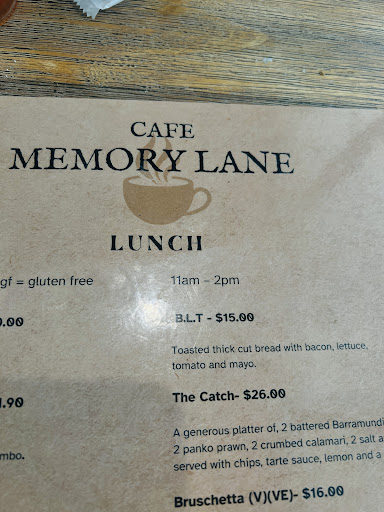 CAFE
MEMORY LANE
LUNCH
gf = gluten free
11am – 2pm
.00
B.L.T - $15.00
Toasted thick cut bread with bacon, lettuce,
tomato and mayo.
.90
The Catch- $26.00
A generous platter of, 2 battered Barramundi
2 panko prawn, 2 crumbed calamari, 2 salt a
served with chips, tarte sauce, lemon and a
Bruschetta (V)(VE)- $16.00